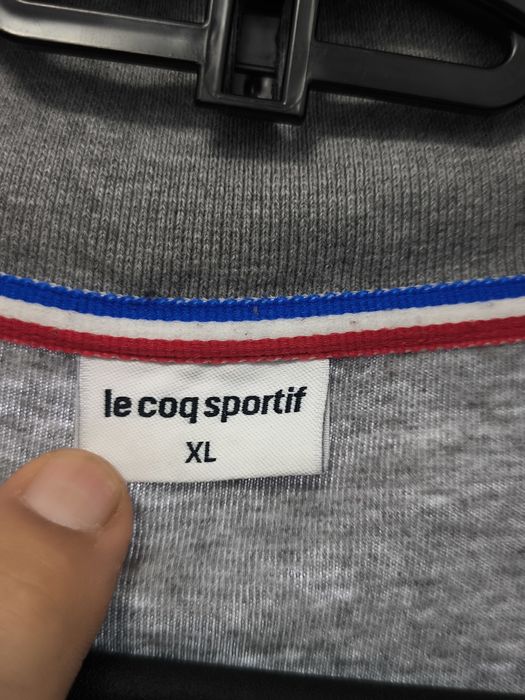 le coq sportif
XL